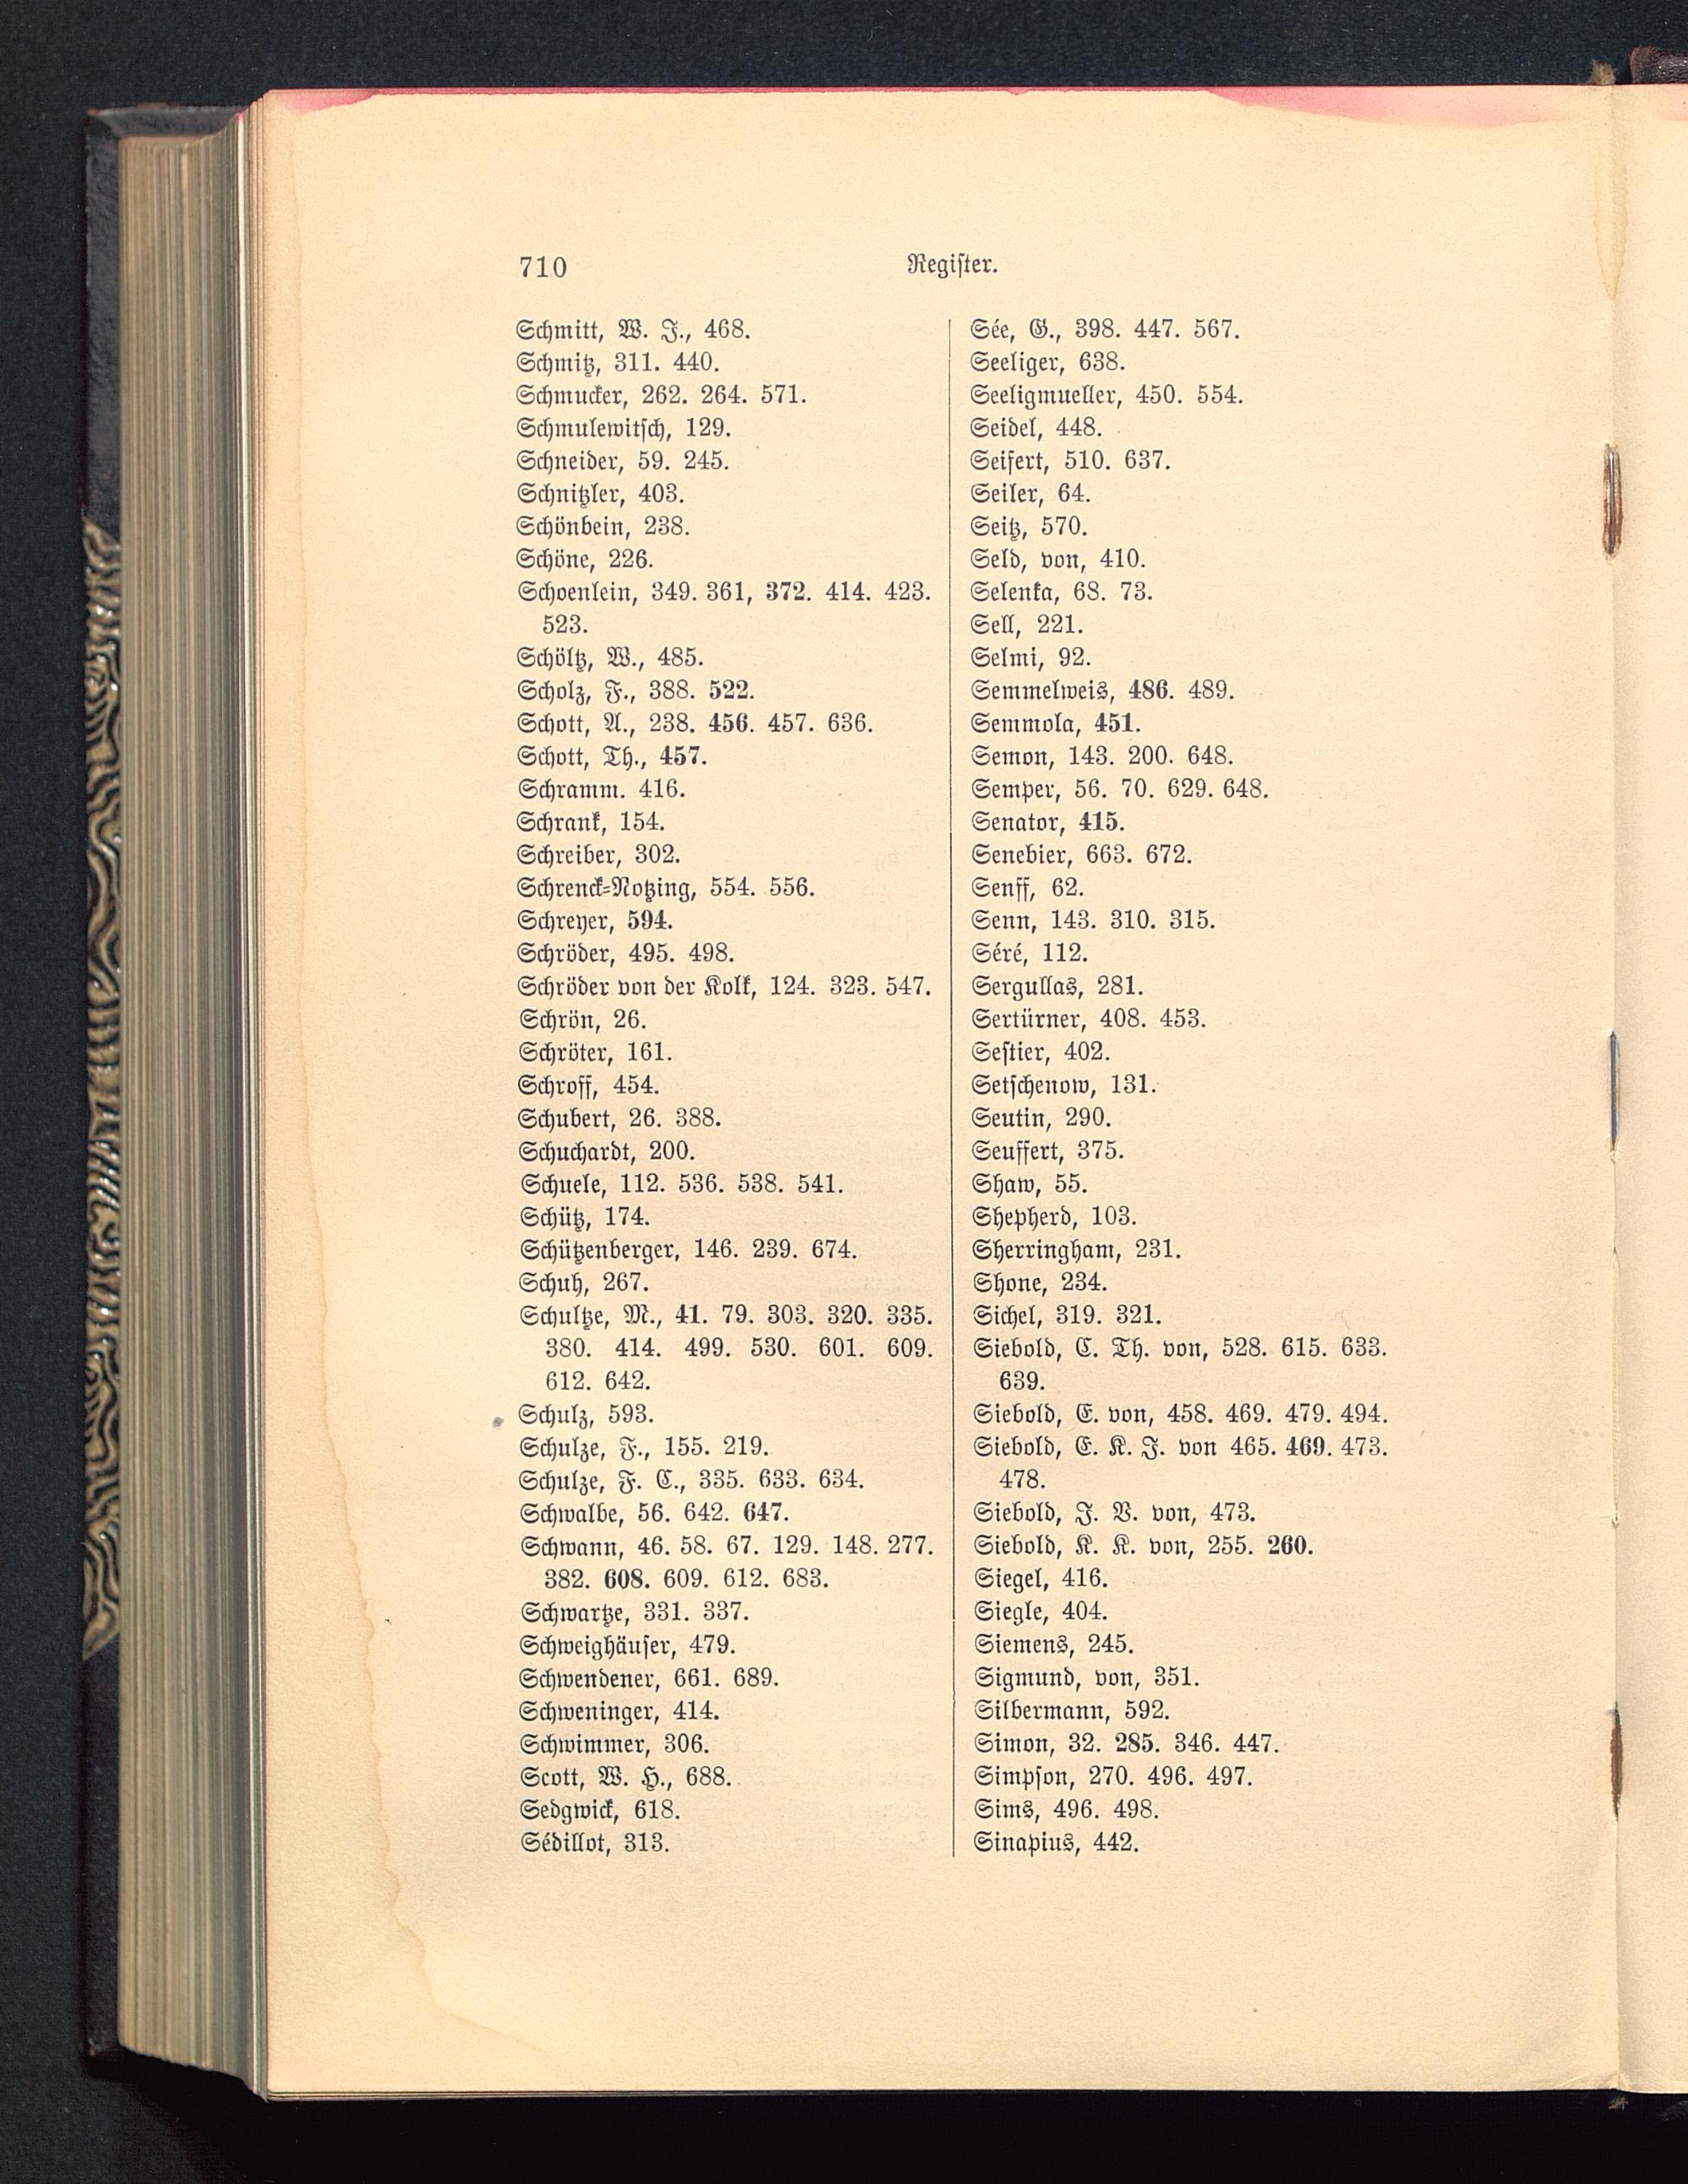 710
Register.
Schmitt, W. J., 468.
Schmitz, 311. 440.
Schmucker, 262. 264. 571.
Schmulewitsch, 129.
Schneider, 59. 245.
Schnitzler, 403.
Schönbein, 238.
Schöne, 226.
Schoenlein, 349. 361, 372. 414. 423.
523.
Schöltz, W., 485.
Scholz, F., 388. 522.
Schott, A., 238. 456. 457. 636.
Schott, Th., 457.
Schramm. 416.
Schrank, 154.
Schreiber, 302.
Schrenck-Notzing, 554. 556.
Schreyer, 594.
Schröder, 495. 498.
Schröder von der Kolk, 124. 323. 547.
Schrön, 26.
Schröter, 161.
Schroff, 454.
Schubert, 26. 388.
Schuchardt, 200.
Schuele, 112. 536. 538. 541.
Schütz, 174.
Schützenberger, 146. 239. 674.
Schuh, 267.
Schultze, M., 41. 79. 303. 320. 335.
380. 414. 499. 530. 601. 609.
612. 642.
Schulz, 593.
Schulze, F., 155. 219.
Schulze, F. C., 335. 633. 634.
Schwalbe, 56. 642. 647.
Schwann, 46. 58. 67. 129. 148. 277.
382. 608. 609. 612. 683.
Schwartze, 331. 337.
Schweighäuser, 479.
Schwendener, 661. 689.
Schweninger, 414.
Schwimmer, 306.
Scott, W. H., 688.
Sedgwick, 618.
Sédillot, 313.
Sée, G., 398. 447. 567.
Seeliger, 638.
Seeligmueller, 450. 554.
Seidel, 448.
Seifert, 510. 637.
Seiler, 64.
Seitz, 570.
Seld, von, 410.
Selenka, 68. 73.
Sell, 221.
Selmi, 92.
Semmelweis, 486. 489.
Semmola, 451.
Semon, 143. 200. 648.
Semper, 56. 70. 629. 648.
Senator, 415.
Senebier, 663. 672.
Senff, 62.
Senn, 143. 310. 315.
Séré, 112.
Sergullas, 281.
Sertürner, 408. 453.
Sestier, 402.
Setschenow, 131.
Seutin, 290.
Seuffert, 375.
Shaw, 55.
Shepherd, 103.
Sherringham, 231.
Shone, 234.
Sichel, 319. 321.
Siebold, C. Th. von, 528. 615. 633.
639.
Siebold, E. von, 458. 469. 479. 494.
Siebold, E. K. J. von 465. 469. 473.
478.
Siebold, J. V. von, 473.
Siebold, K. K. von, 255. 260.
Siegel, 416.
Siegle, 404.
Siemens, 245.
Sigmund, von, 351.
Silbermann, 592.
Simon, 32. 285. 346. 447.
Simpson, 270. 496. 497.
Sims, 496. 498.
Sinapius, 442.